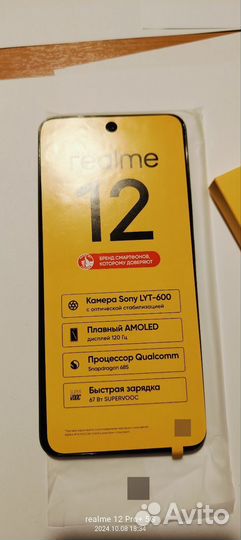 realme
12
БРЕНД СМАРТФОНОВ,
КОТОРОМУ ДОВЕРЯЮТ
Камера Sony LYT-600
с оптической стабилизацией
Плавный AMOLED
дисплей 120 Гц
Процессор Qualcomm
Snapdragon 685
Быстрая зарядка
67 Вт SUPERVOOC
realme 12 Pro+ 5G
2024.10.08 18:34
Avito